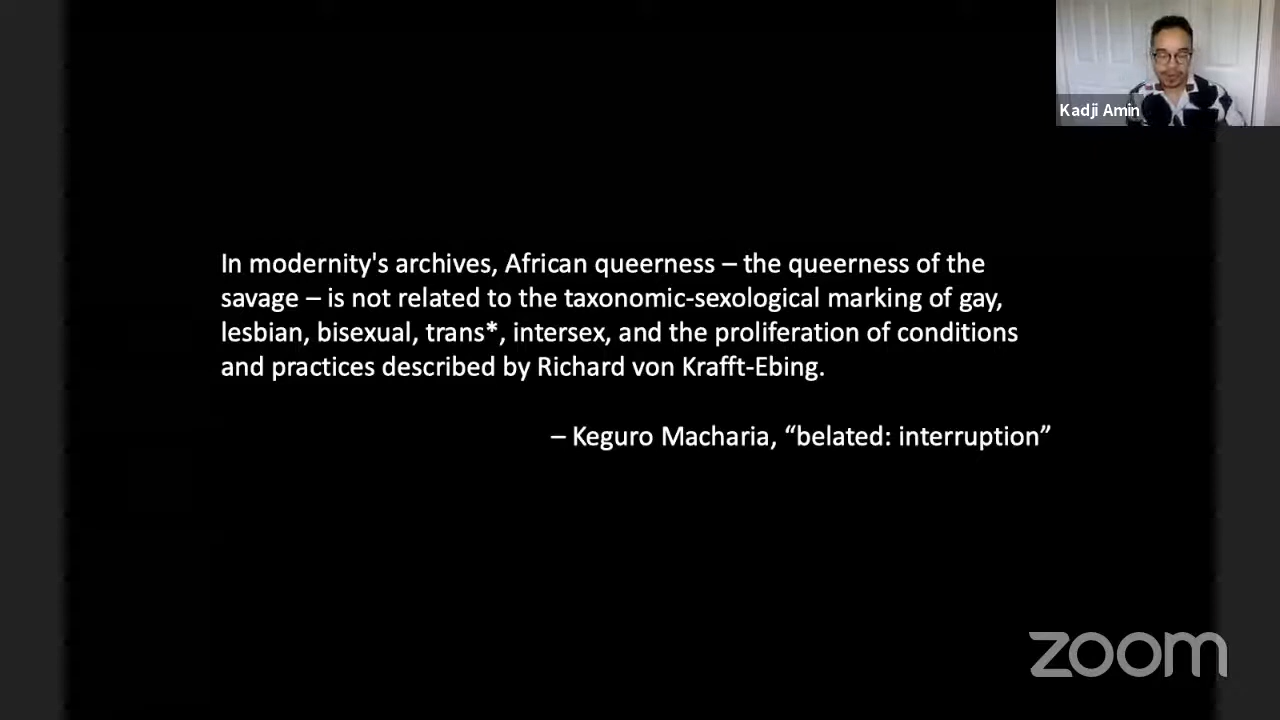 Kadji Amin
In modernity's archives, African queerness – the queerness of the
savage – is not related to the taxonomic-sexological marking of gay,
lesbian, bisexual, trans*, intersex, and the proliferation of conditions
and practices described by Richard von Krafft-Ebing.
– Keguro Macharia, “belated: interruption”
zoom